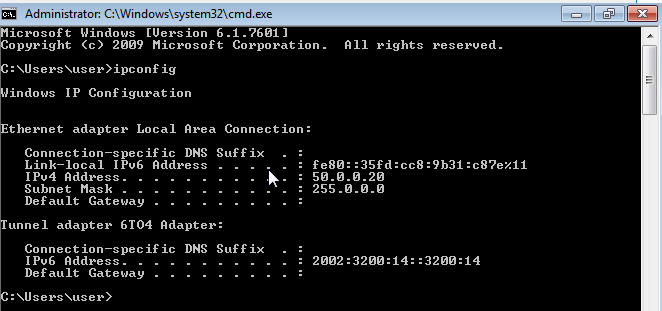 Administrator: C:\Windows\system32\cmd.exe
Microsoft Windows [Version 6.1.7601]
Copyright (c) 2009 Microsoft Corporation.  All rights reserved.
C:\Users\user>ipconfig
Windows IP Configuration
Ethernet adapter Local Area Connection:
   Connection-specific DNS Suffix  . :
   Link-local IPv6 Address . . . . . : fe80::35fd:cc8:9b31:c87e%11
   IPv4 Address. . . . . . . . . . . : 50.0.0.20
   Subnet Mask . . . . . . . . . . . : 255.0.0.0
   Default Gateway . . . . . . . . . :
Tunnel adapter 6TO4 Adapter:
   Connection-specific DNS Suffix  . :
   IPv6 Address. . . . . . . . . . . : 2002:3200:14::3200:14
   Default Gateway . . . . . . . . . :
C:\Users\user>